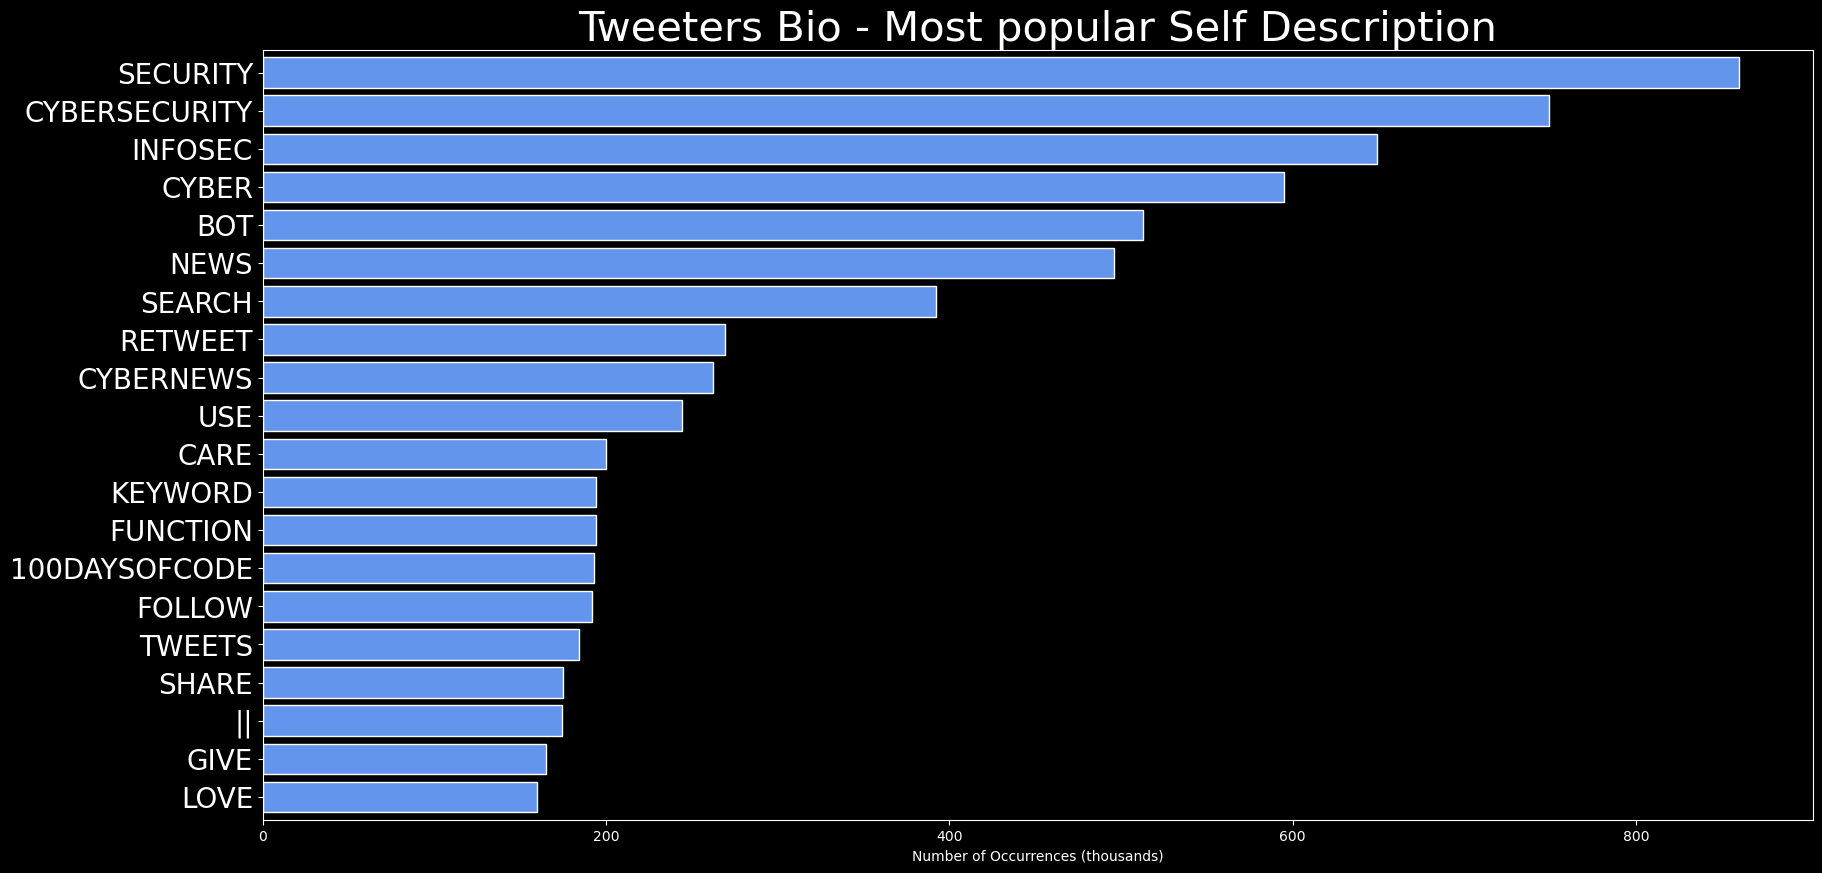 Tweeters Bio - Most popular Self Description
SECURITY
CYBERSECURITY
INFOSEC
CYBER
BOT
NEWS
SEARCH
RETWEET
CYBERNEWS
USE
CARE
KEYWORD
FUNCTION
100DAYSOFCODE
FOLLOW
TWEETS
SHARE
||
GIVE
LOVE
0 200 400 600 800
Number of Occurrences (thousands)